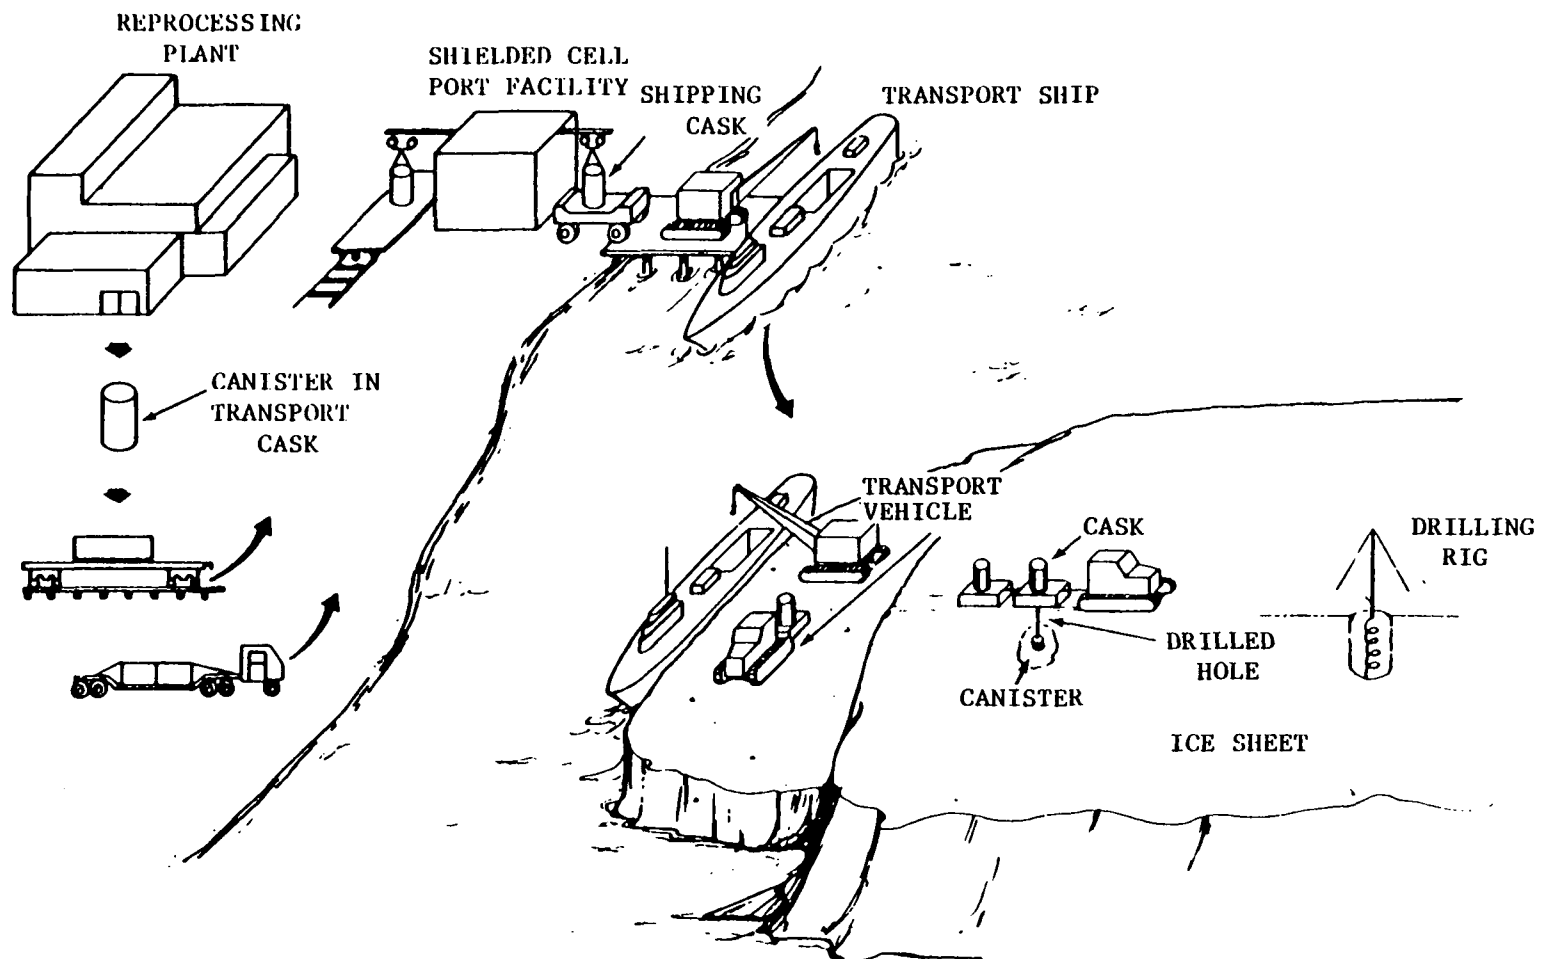 REPROCESSING
PLANT
SHIELDED CELL
PORT FACILITY
SHIPPING
CASK
TRANSPORT SHIP
CANISTER IN
TRANSPORT
CASK
TRANSPORT
VEHICLE
CASK
DRILLING
RIG
DRILLED
HOLE
CANISTER
ICE SHEET